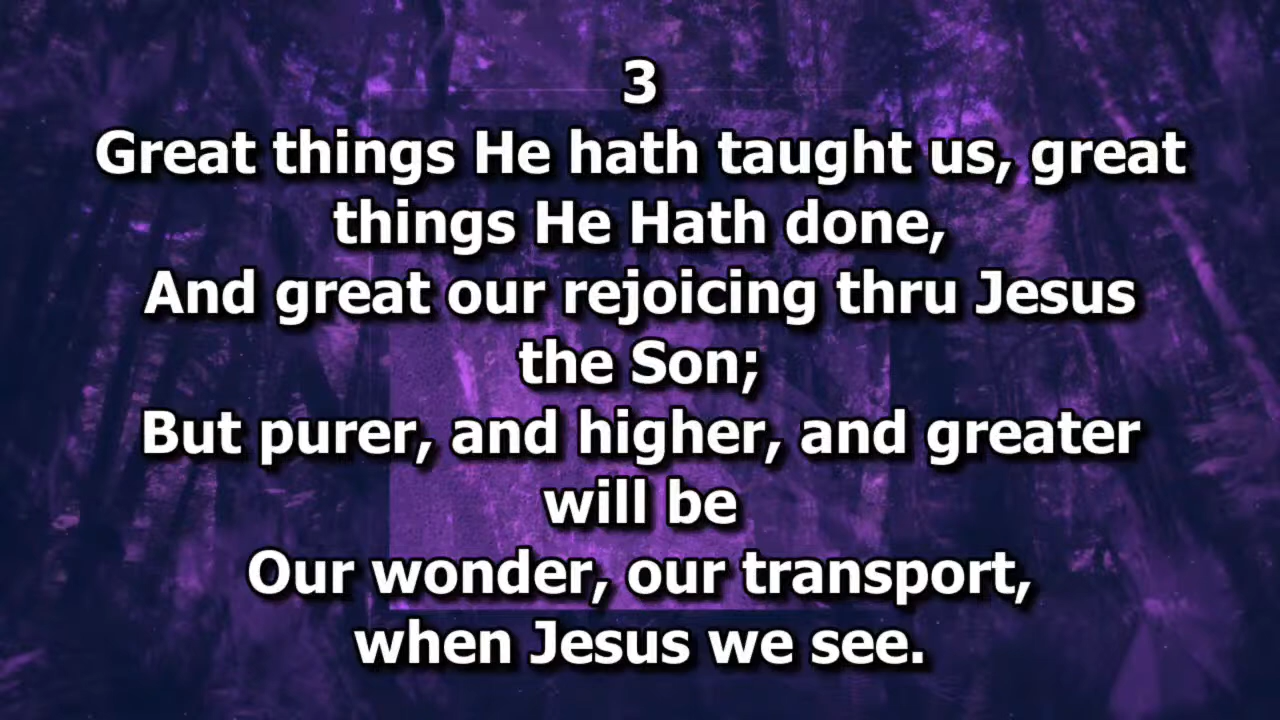 3
Great things He hath taught us, great
things He Hath done,
And great our rejoicing thru Jesus
the Son;
But purer, and higher, and greater
will be
Our wonder, our transport,
when Jesus we see.